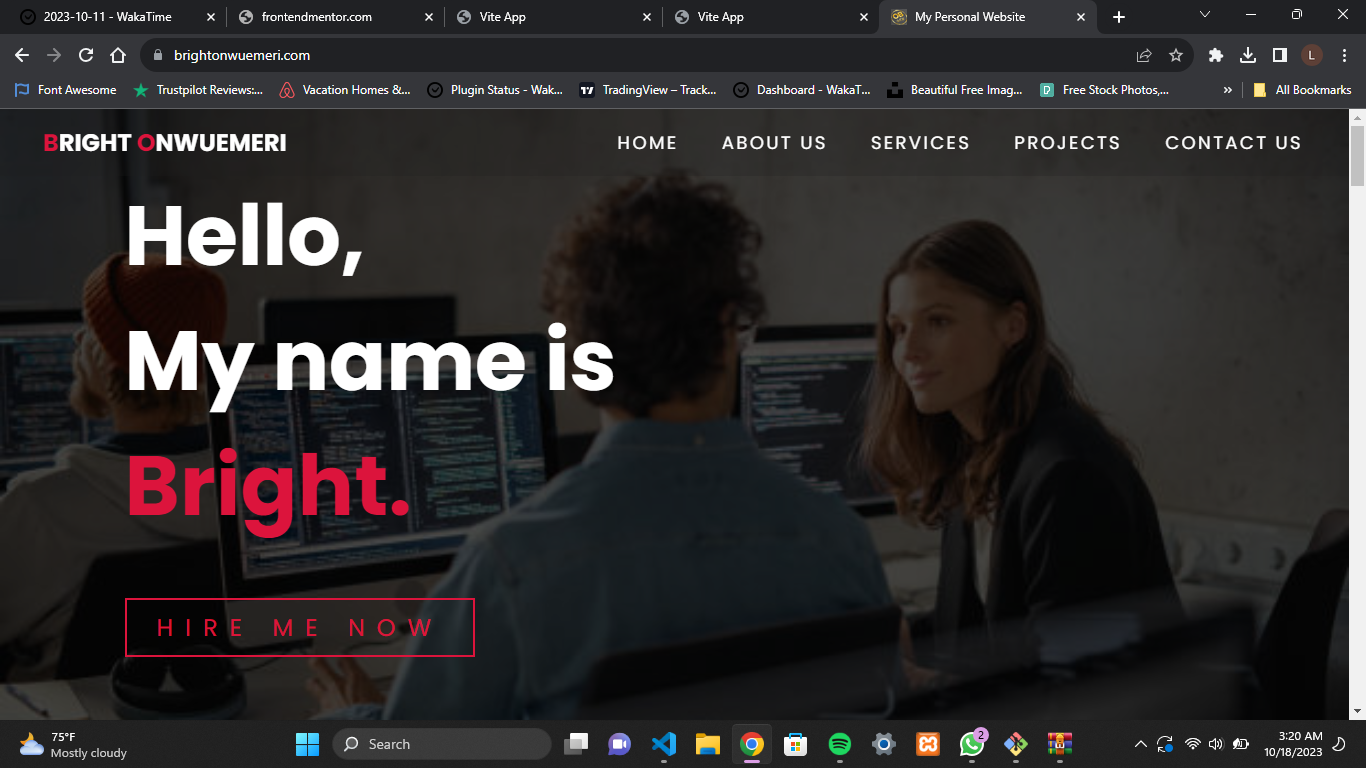 2023-10-11 - WakaTime
frontendmentor.com
Vite App
Vite App
My Personal Website
brightonwuemeri.com
L
Font Awesome
Trustpilot Reviews:...
Vacation Homes &...
Plugin Status - Wak...
TradingView – Track...
Dashboard - WakaT...
Beautiful Free Imag...
Free Stock Photos,...
»
All Bookmarks
BRIGHT ONWUEMERI
HOME
ABOUT US
SERVICES
PROJECTS
CONTACT US
Hello,
My name is
Bright.
HIRE ME NOW
75°F
Mostly cloudy
Search
2
3:20 AM
10/18/2023